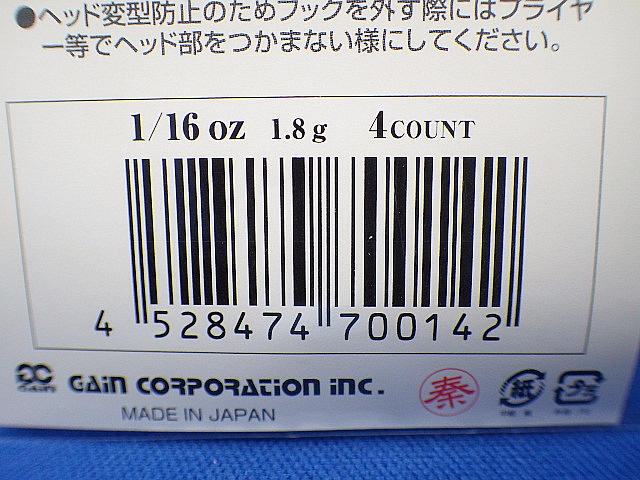 ●ヘッド変型防止のためフックを外す際にはプライヤ
ー等でヘッド部をつかまない様にしてください。
1/16 oz 1.8 g 4 COUNT
4 528474 700142
GAIN GAIN CORPORATION INC. 秦 紙 プラ
MADE IN JAPAN